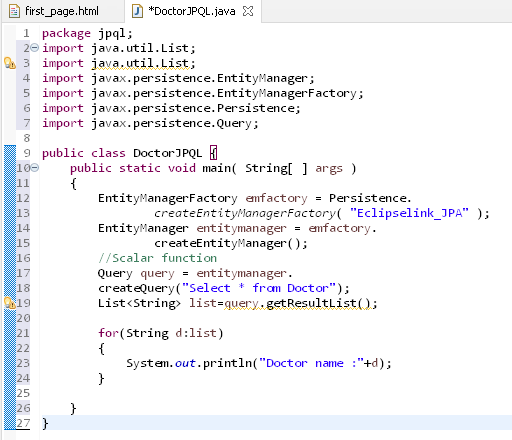 first_page.html
*DoctorJPQL.java
1 package jpql;
2 import java.util.List;
3 import java.util.List;
4 import javax.persistence.EntityManager;
5 import javax.persistence.EntityManagerFactory;
6 import javax.persistence.Persistence;
7 import javax.persistence.Query;
8
9 public class DoctorJPQL {
10 public static void main( String[ ] args )
11 {
12 EntityManagerFactory emfactory = Persistence.
13 createEntityManagerFactory( "Eclipselink_JPA" );
14 EntityManager entitymanager = emfactory.
15 createEntityManager();
16 //Scalar function
17 Query query = entitymanager.
18 createQuery("Select * from Doctor");
19 List<String> list=query.getResultList();
20
21 for(String d:list)
22 {
23 System.out.println("Doctor name :"+d);
24 }
25
26 }
27 }